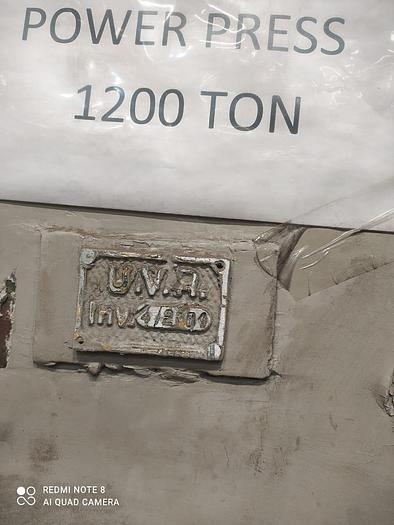 POWER PRESS
1200 TON
U.V.A.
Inv.
REDMI NOTE 8
AI QUAD CAMERA